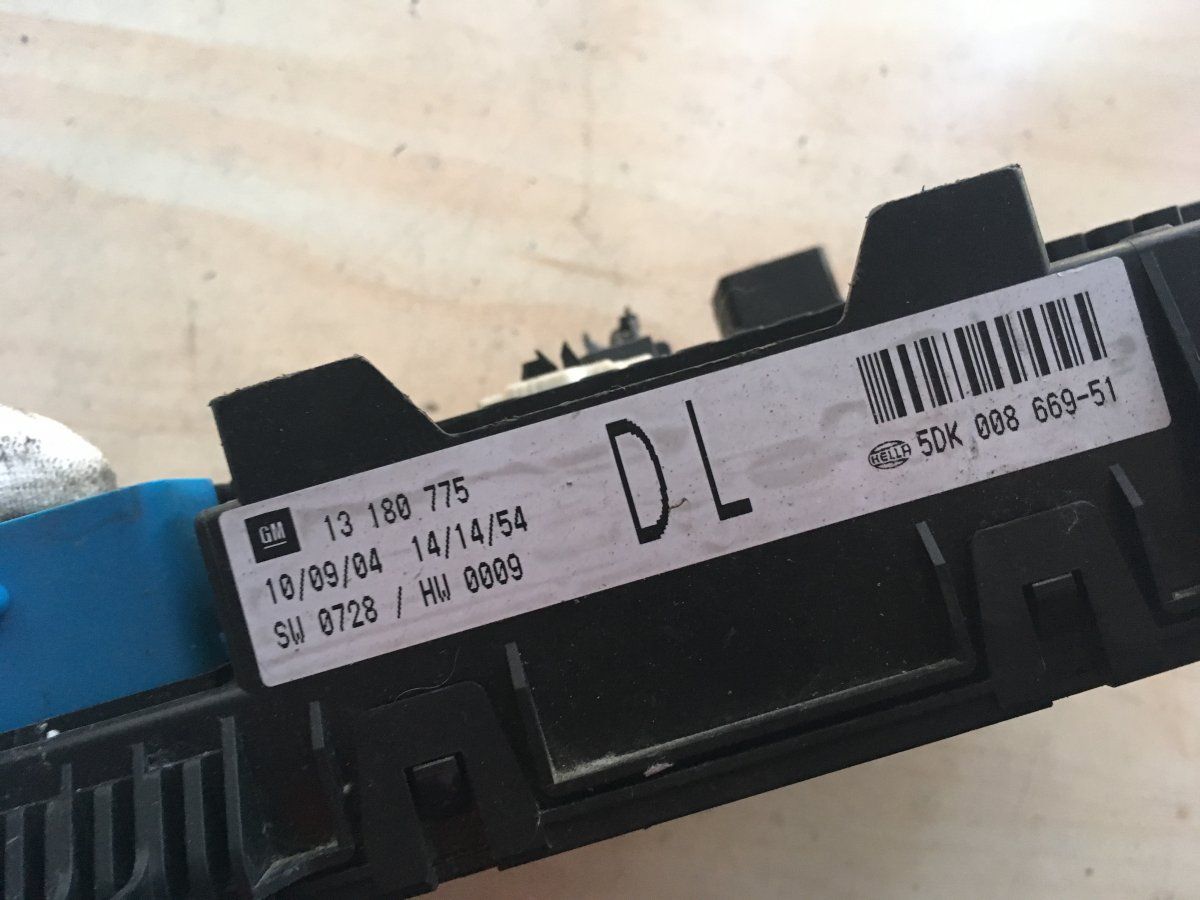 GM 13 180 775
10/09/04 14/14/54
SW 0728 / HW 0009
DL
HELLA 5DK 008 669-51